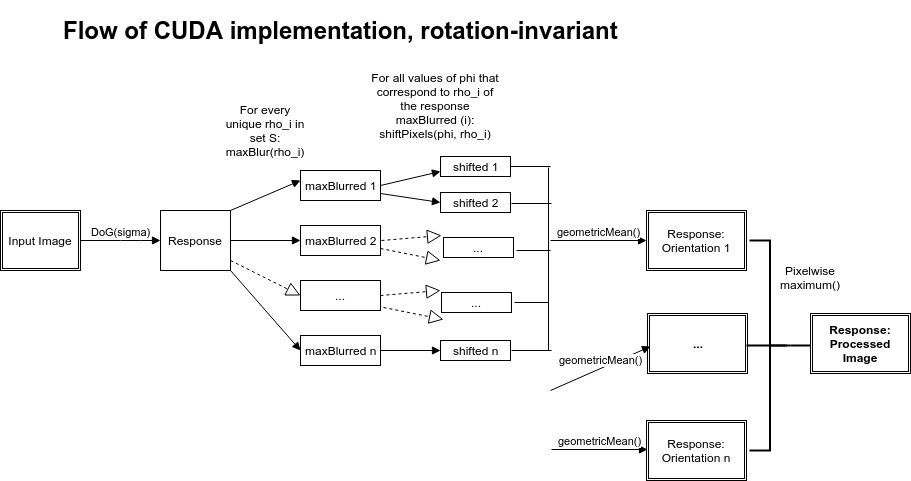 Flow of CUDA implementation, rotation-invariant
For all values of phi that
correspond to rho_i of
the response
maxBlurred (i):
shiftPixels(phi, rho_i)
For every
unique rho_i in
set S:
maxBlur(rho_i)
Input Image
DoG(sigma)
Response
maxBlurred 1
maxBlurred 2
...
maxBlurred n
shifted 1
shifted 2
...
...
shifted n
geometricMean()
geometricMean()
geometricMean()
Response:
Orientation 1
...
Response:
Orientation n
Pixelwise
maximum()
Response:
Processed
Image